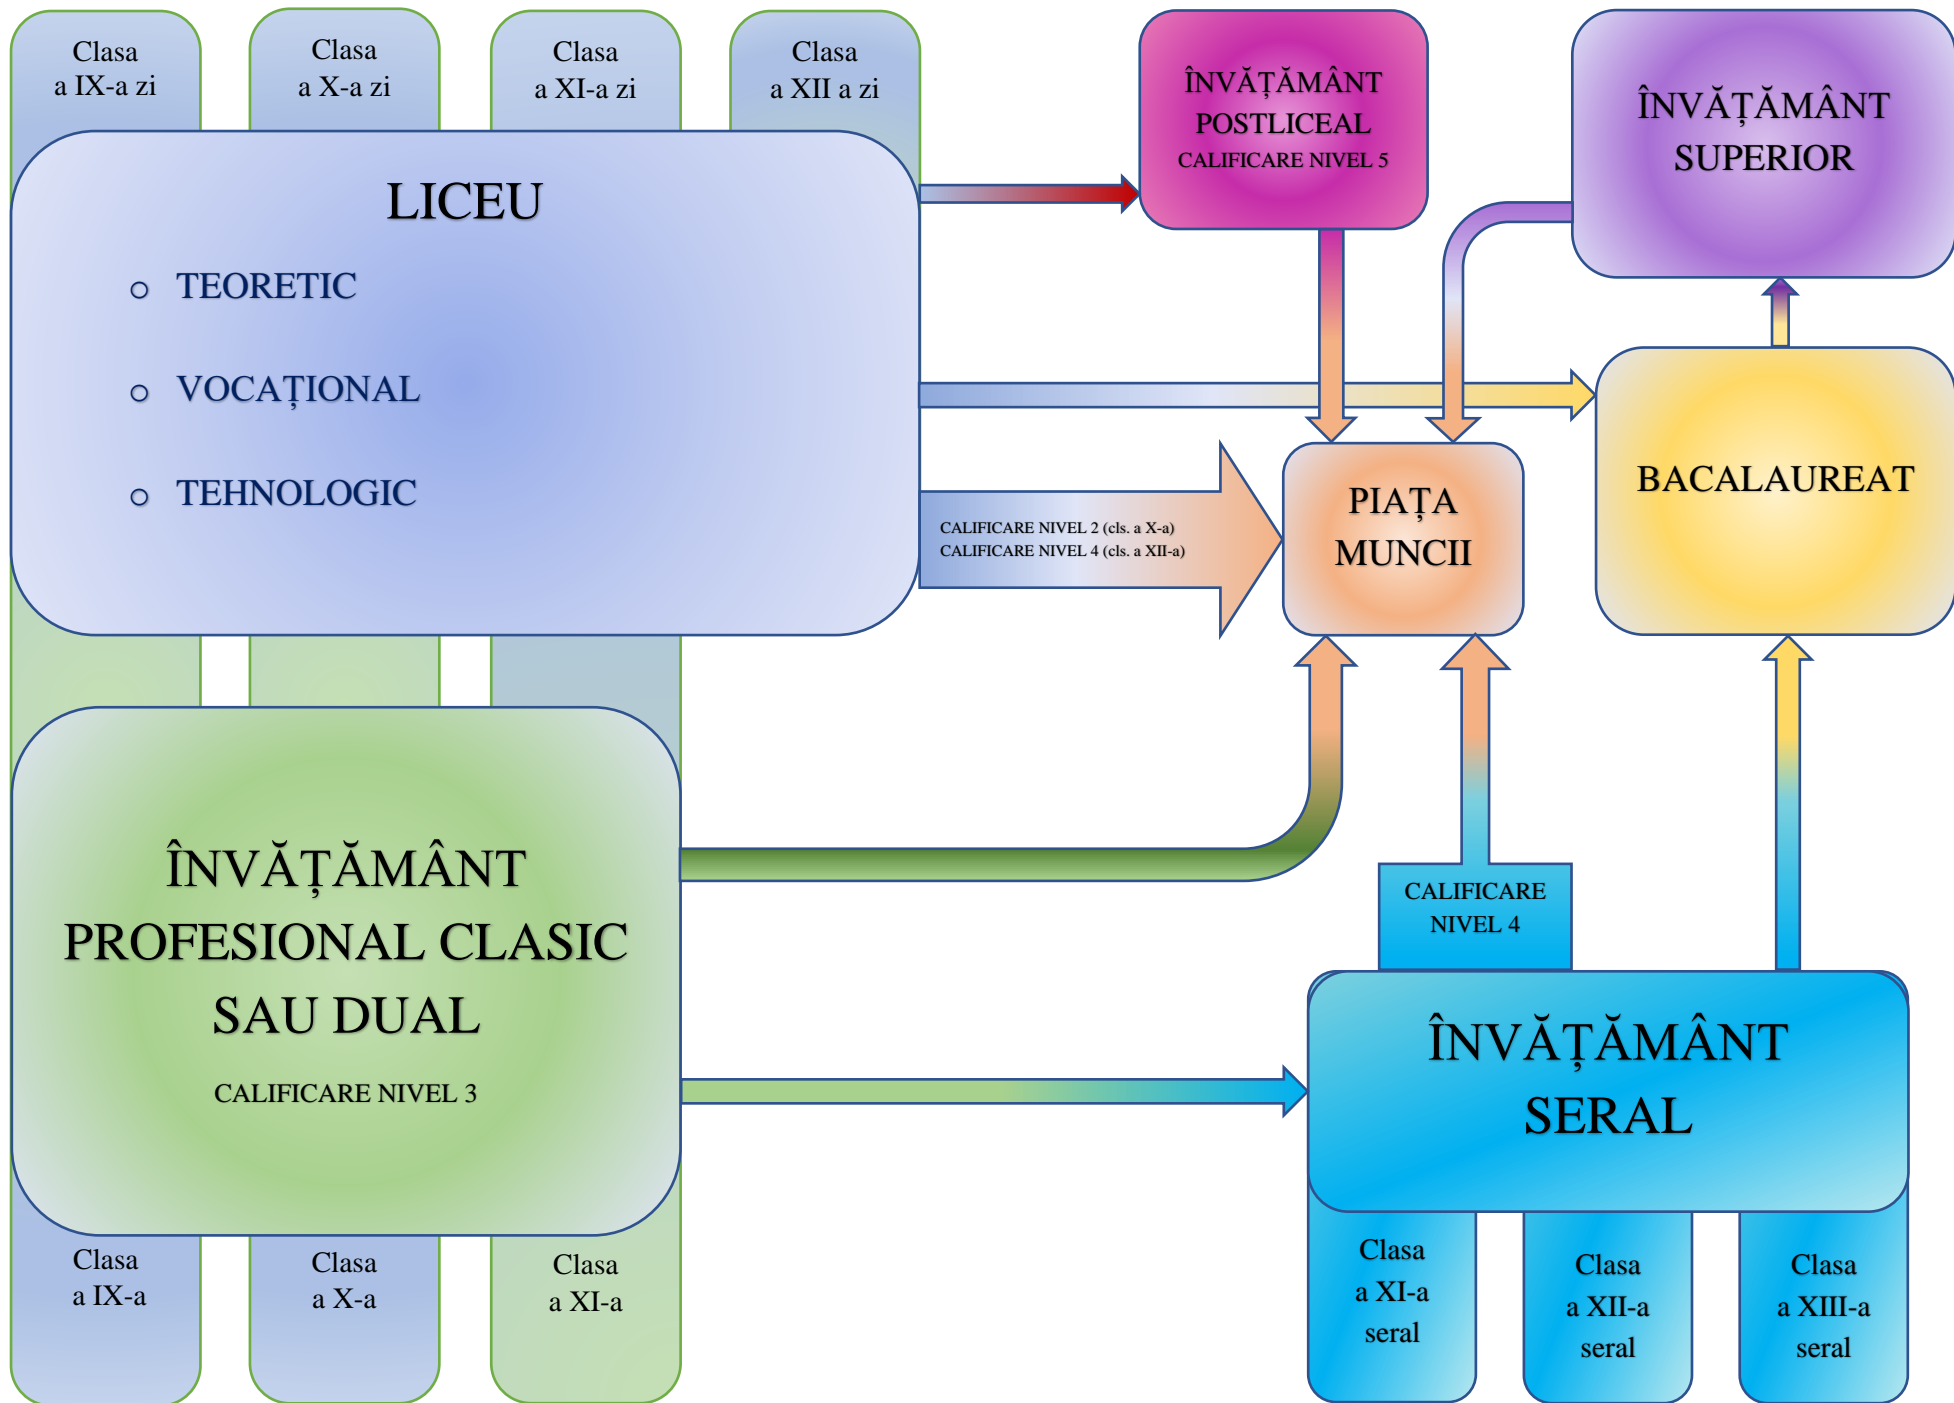 Clasa
a IX-a zi
Clasa
a X-a zi
Clasa
a XI-a zi
Clasa
a XII a zi
LICEU
o TEORETIC
o VOCAȚIONAL
o TEHNOLOGIC
ÎNVĂȚĂMÂNT
POSTLICEAL
CALIFICARE NIVEL 5
ÎNVĂȚĂMÂNT
SUPERIOR
CALIFICARE NIVEL 2 (cls. a X-a)
CALIFICARE NIVEL 4 (cls. a XII-a)
PIAȚA
MUNCII
BACALAUREAT
ÎNVĂȚĂMÂNT
PROFESIONAL CLASIC
SAU DUAL
CALIFICARE NIVEL 3
Clasa
a IX-a
Clasa
a X-a
Clasa
a XI-a
CALIFICARE
NIVEL 4
ÎNVĂȚĂMÂNT
SERAL
Clasa
a XI-a
seral
Clasa
a XII-a
seral
Clasa
a XIII-a
seral